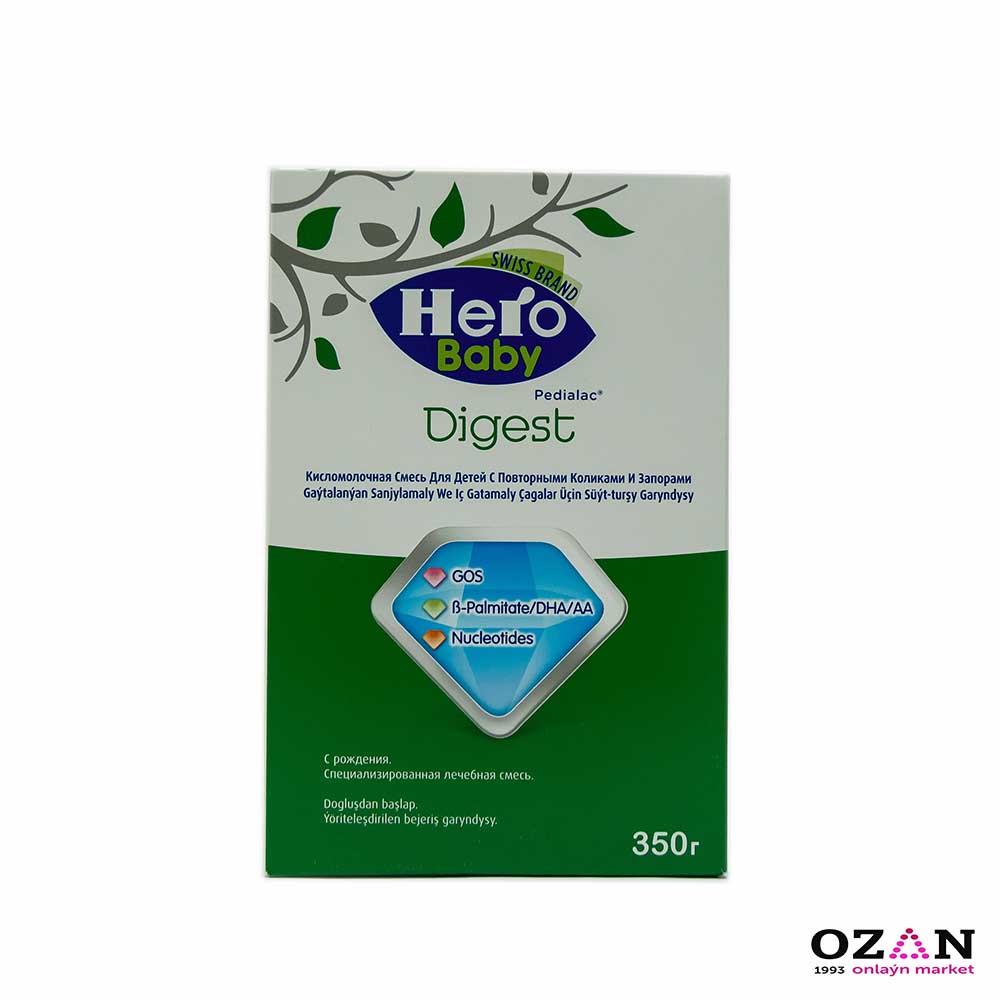 SWISS BRAND
Hero
Baby
Pedialac®
Digest
Кисломолочная Смесь Для Детей С Повторными Коликами И Запорами
Gaýtalanýan Sanjylamaly We Iç Gatamaly Çagalar Üçin Süýt-turşy Garyndysy
GOS
ß-Palmitate/DHA/AA
Nucleotides
С рождения.
Специализированная лечебная смесь.
Dogluşdan başlap.
Ýöriteleşdirilen bejeriş garyndysy.
350г
OZAN
1993 onlaýn market